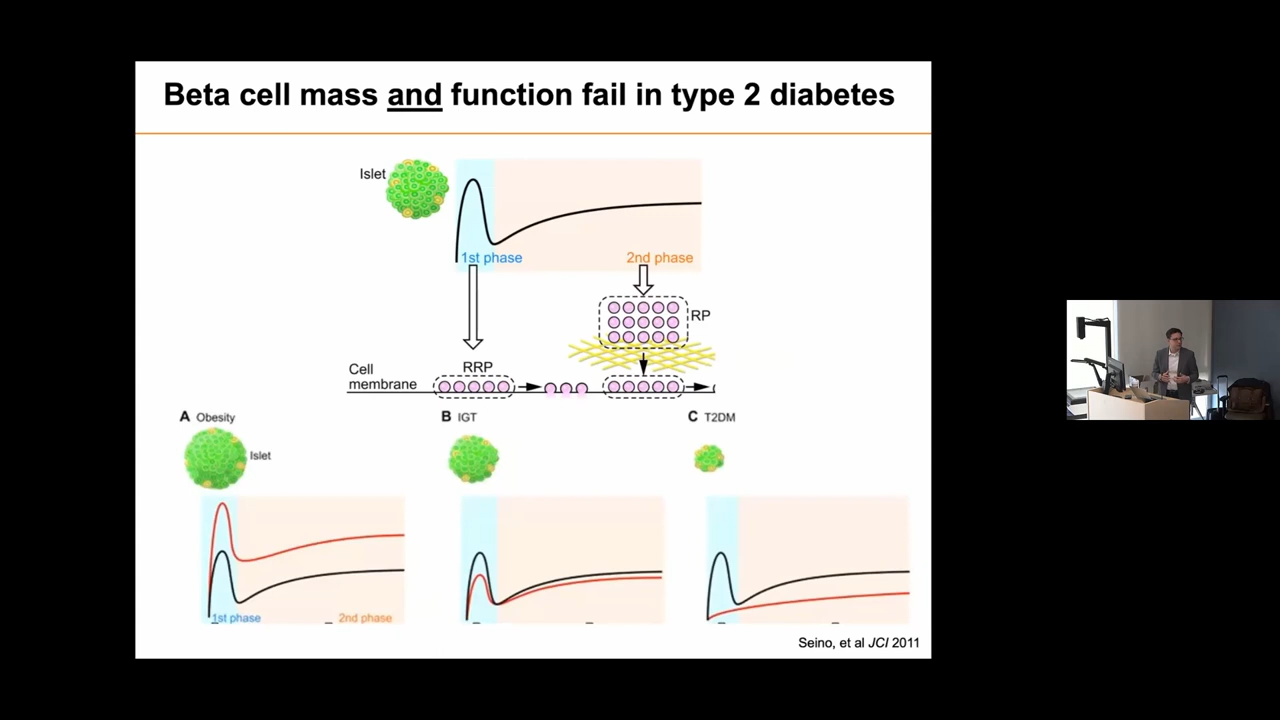 Beta cell mass and function fail in type 2 diabetes
Islet
1st phase
2nd phase
RP
RRP
Cell
membrane
A Obesity
B IGT
C T2DM
Islet
1st phase
2nd phase
Seino, et al JCI 2011